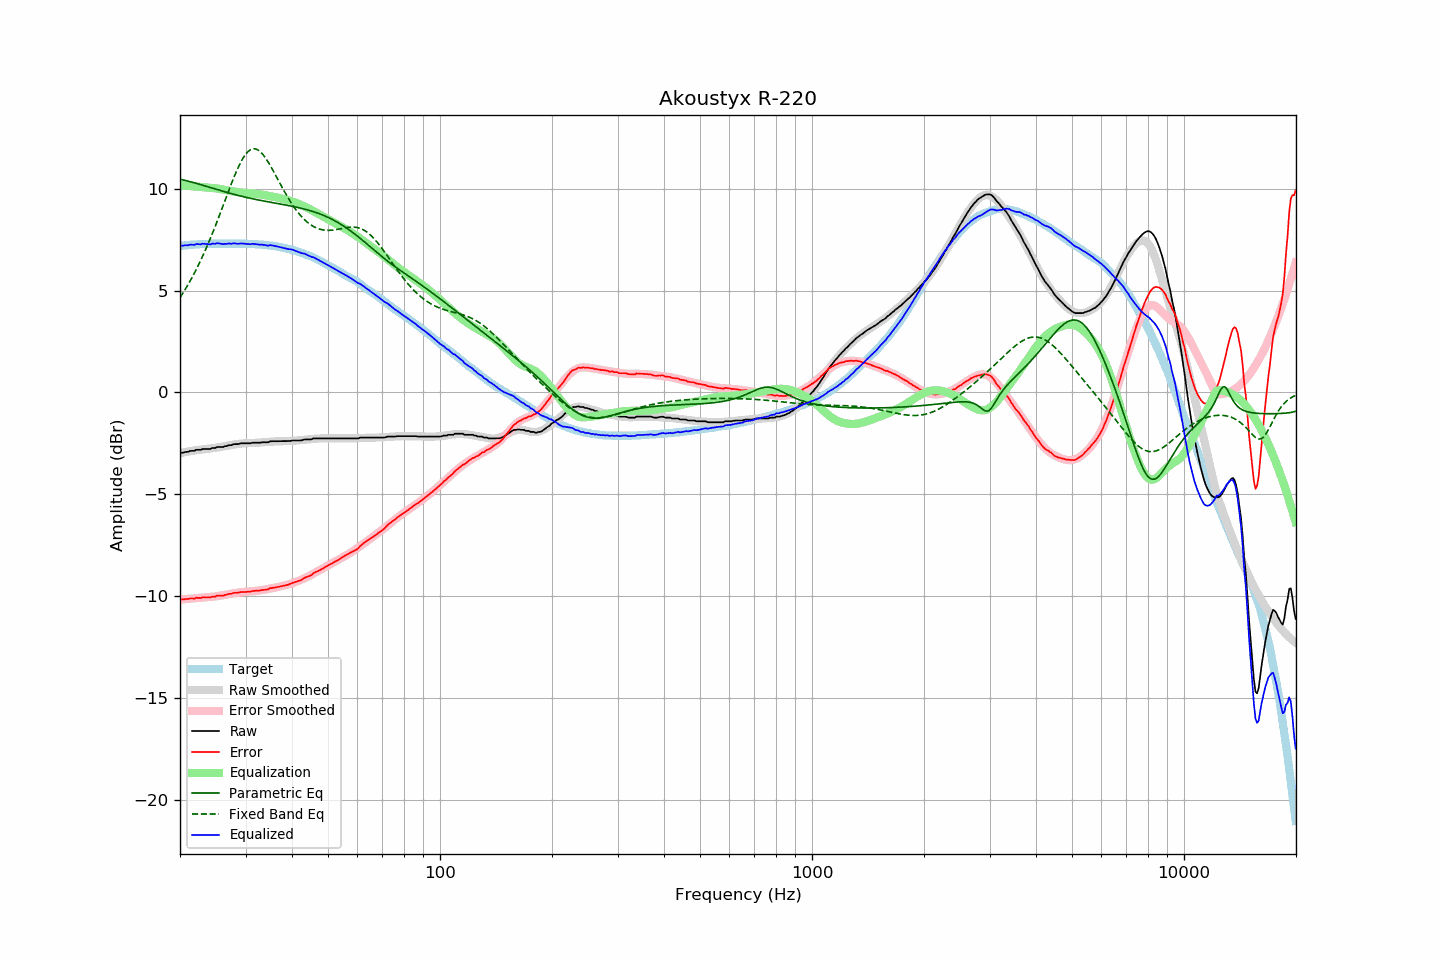 Akoustyx R-220
Amplitude (dBr)
10
5
0
−5
−10
−15
−20
Target
Raw Smoothed
Error Smoothed
Raw
Error
Equalization
Parametric Eq
Fixed Band Eq
Equalized
100
1000
10000
Frequency (Hz)